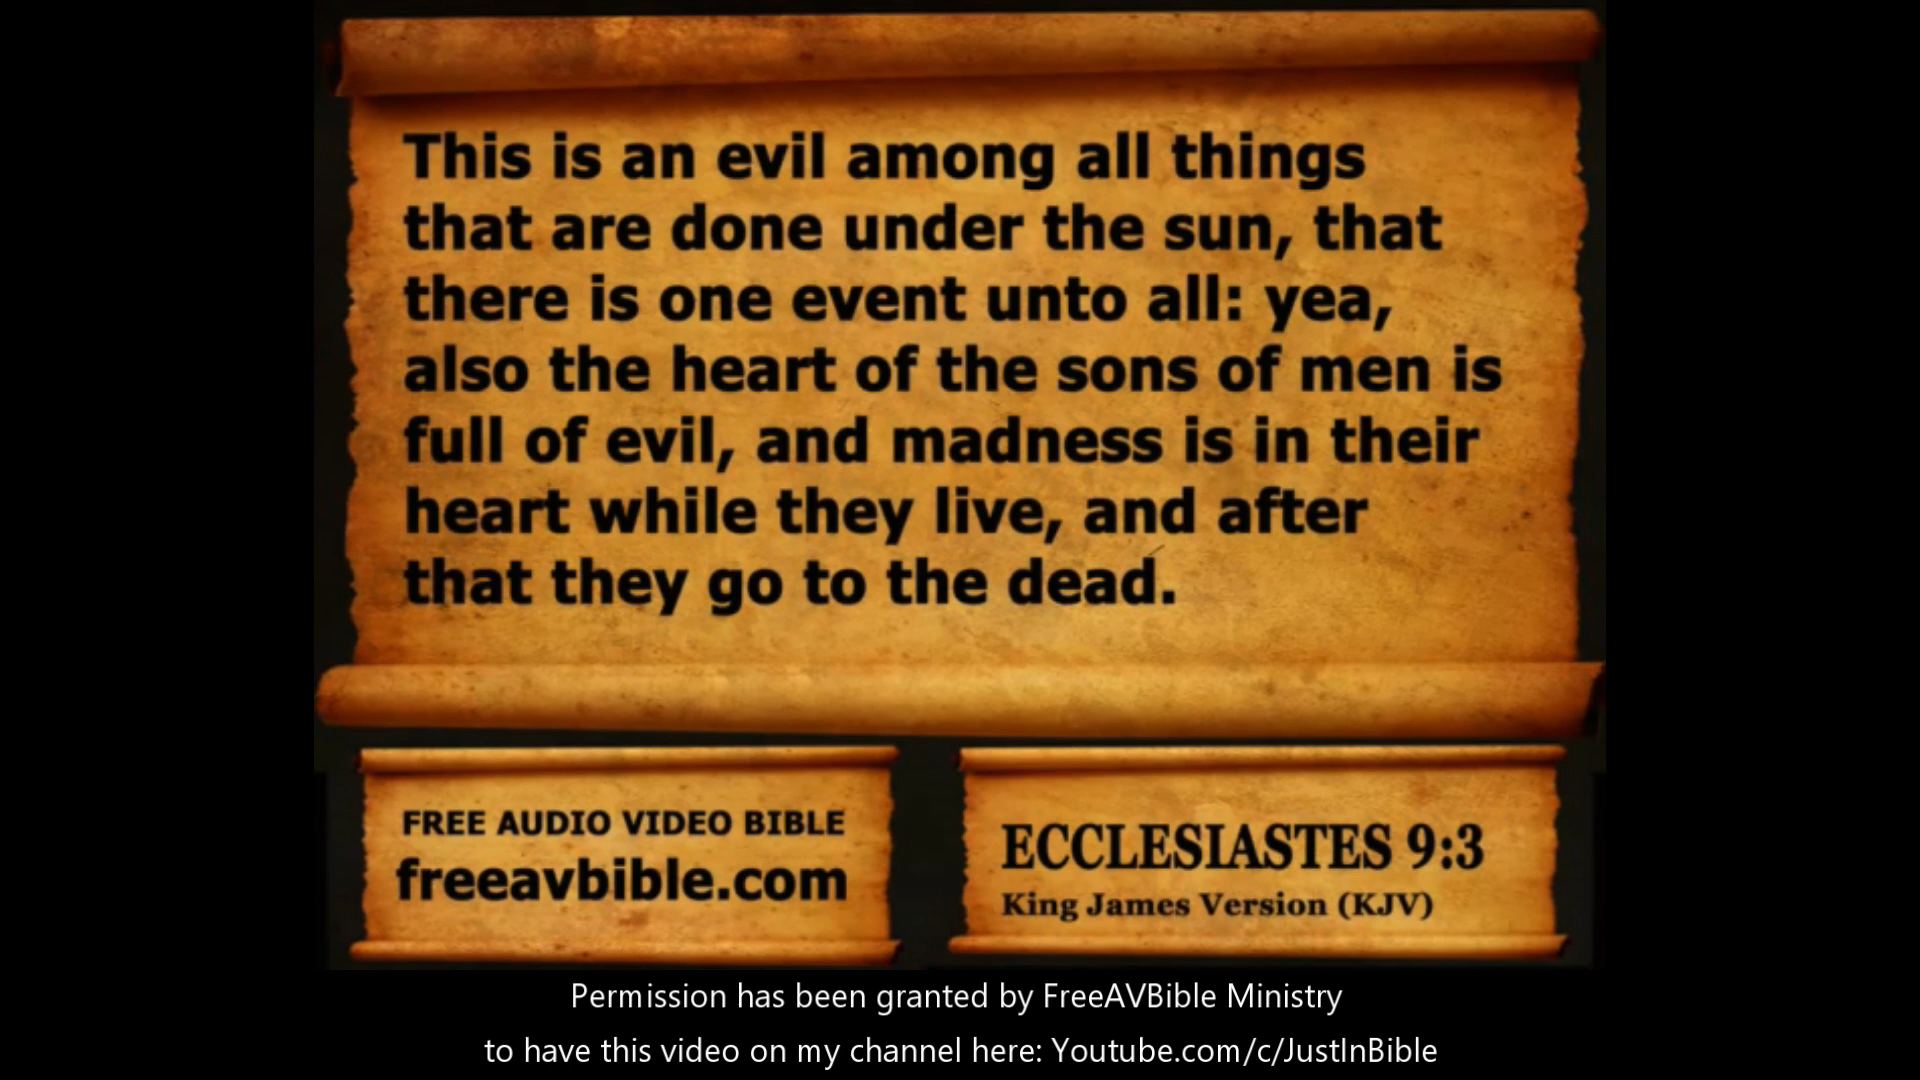 This is an evil among all things
that are done under the sun, that
there is one event unto all: yea,
also the heart of the sons of men is
full of evil, and madness is in their
heart while they live, and after
that they go to the dead.
FREE AUDIO VIDEO BIBLE
freeavbible.com
ECCLESIASTES 9:3
King James Version (KJV)
Permission has been granted by FreeAVBible Ministry
to have this video on my channel here: Youtube.com/c/JustInBible